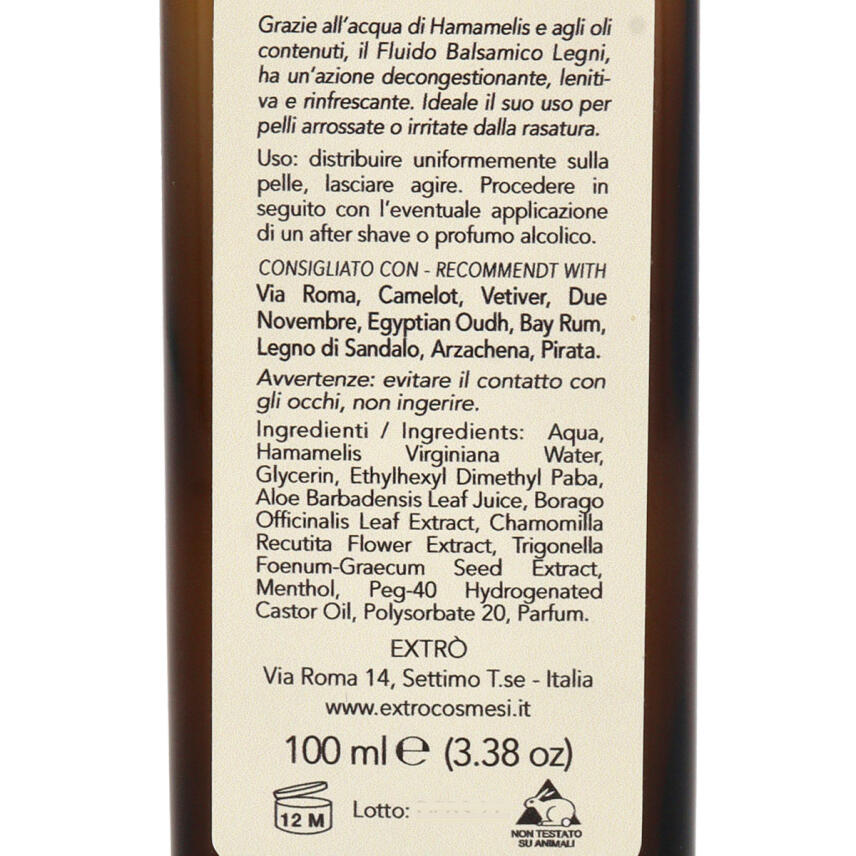 Grazie all'acqua di Hamamelis e agli oli
contenuti, il Fluido Balsamico Legni,
ha un'azione decongestionante, leniti-
va e rinfrescante. Ideale il suo uso per
pelli arrossate o irritate dalla rasatura.
Uso: distribuire uniformemente sulla
pelle, lasciare agire. Procedere in
seguito con l'eventuale applicazione
di un after shave o profumo alcolico.
CONSIGLIATO CON - RECOMMENDT WITH
Via Roma, Camelot, Vetiver, Due
Novembre, Egyptian Oudh, Bay Rum,
Legno di Sandalo, Arzachena, Pirata.
Avvertenze: evitare il contatto con
gli occhi, non ingerire.
Ingredienti / Ingredients: Aqua,
Hamamelis Virginiana Water,
Glycerin, Ethylhexyl Dimethyl Paba,
Aloe Barbadensis Leaf Juice, Borago
Officinalis Leaf Extract, Chamomilla
Recutita Flower Extract, Trigonella
Foenum-Graecum Seed Extract,
Menthol, Peg-40 Hydrogenated
Castor Oil, Polysorbate 20, Parfum.
EXTRÒ
Via Roma 14, Settimo T.se - Italia
www.extrocosmesi.it
100 ml ℮ (3.38 oz)
12 M
Lotto:
NON TESTATO
SU ANIMALI